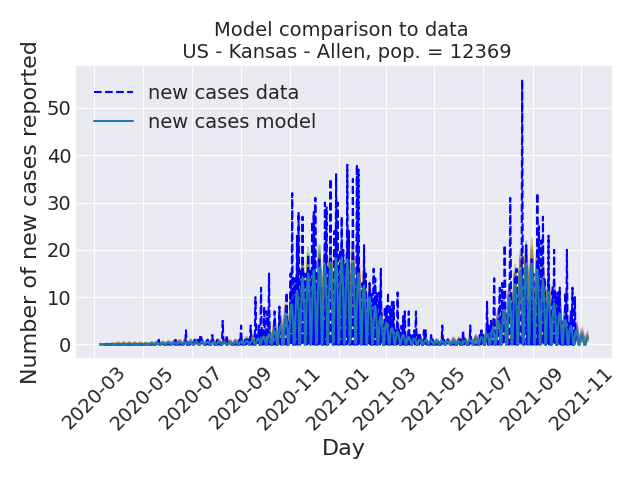 Model comparison to data
US - Kansas - Allen, pop. = 12369
Number of new cases reported
new cases data
new cases model
50
40
30
20
10
0
2020-03
2020-05
2020-07
2020-09
2020-11
2021-01
2021-03
2021-05
2021-07
2021-09
2021-11
Day